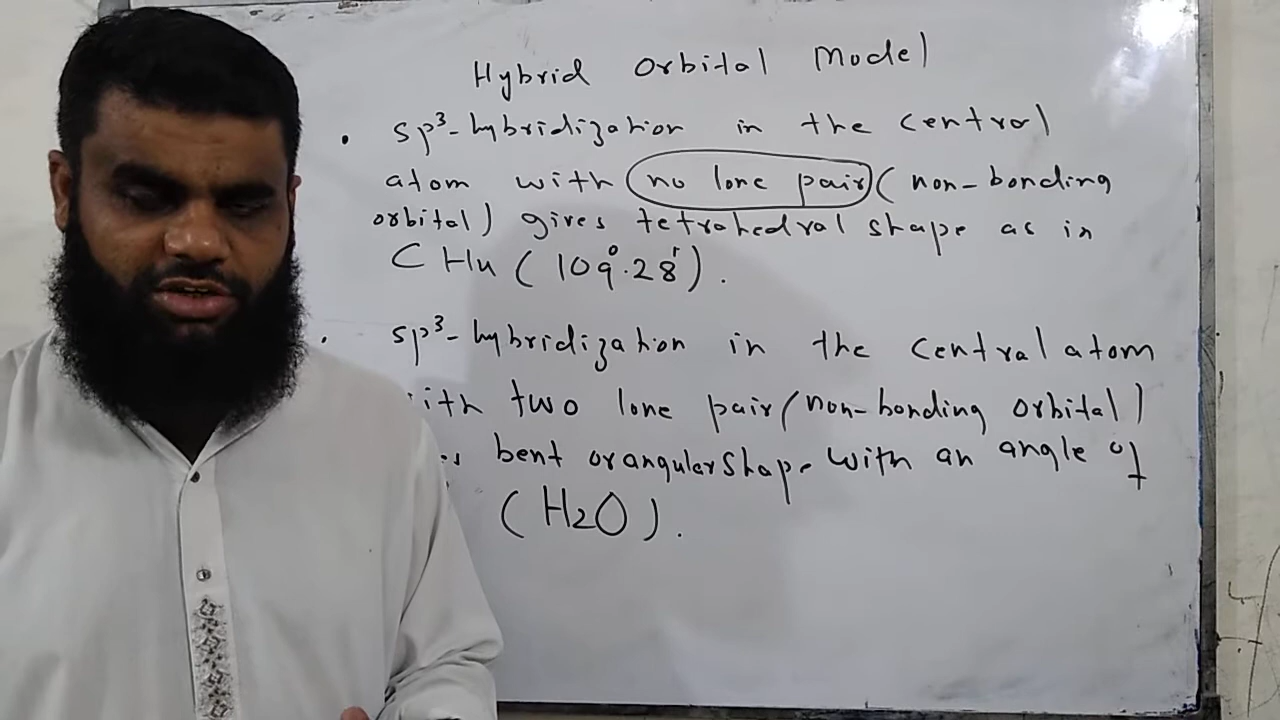 Hybrid Orbital Model
• sp³-hybridization in the central
atom with no lone pair (non-bonding
orbital) gives tetrahedral shape as in
CH4 (109°.28').
• sp³-hybridization in the central atom
ith two lone pair (non-bonding orbital)
bent or angular shape with an angle of
(H2O).